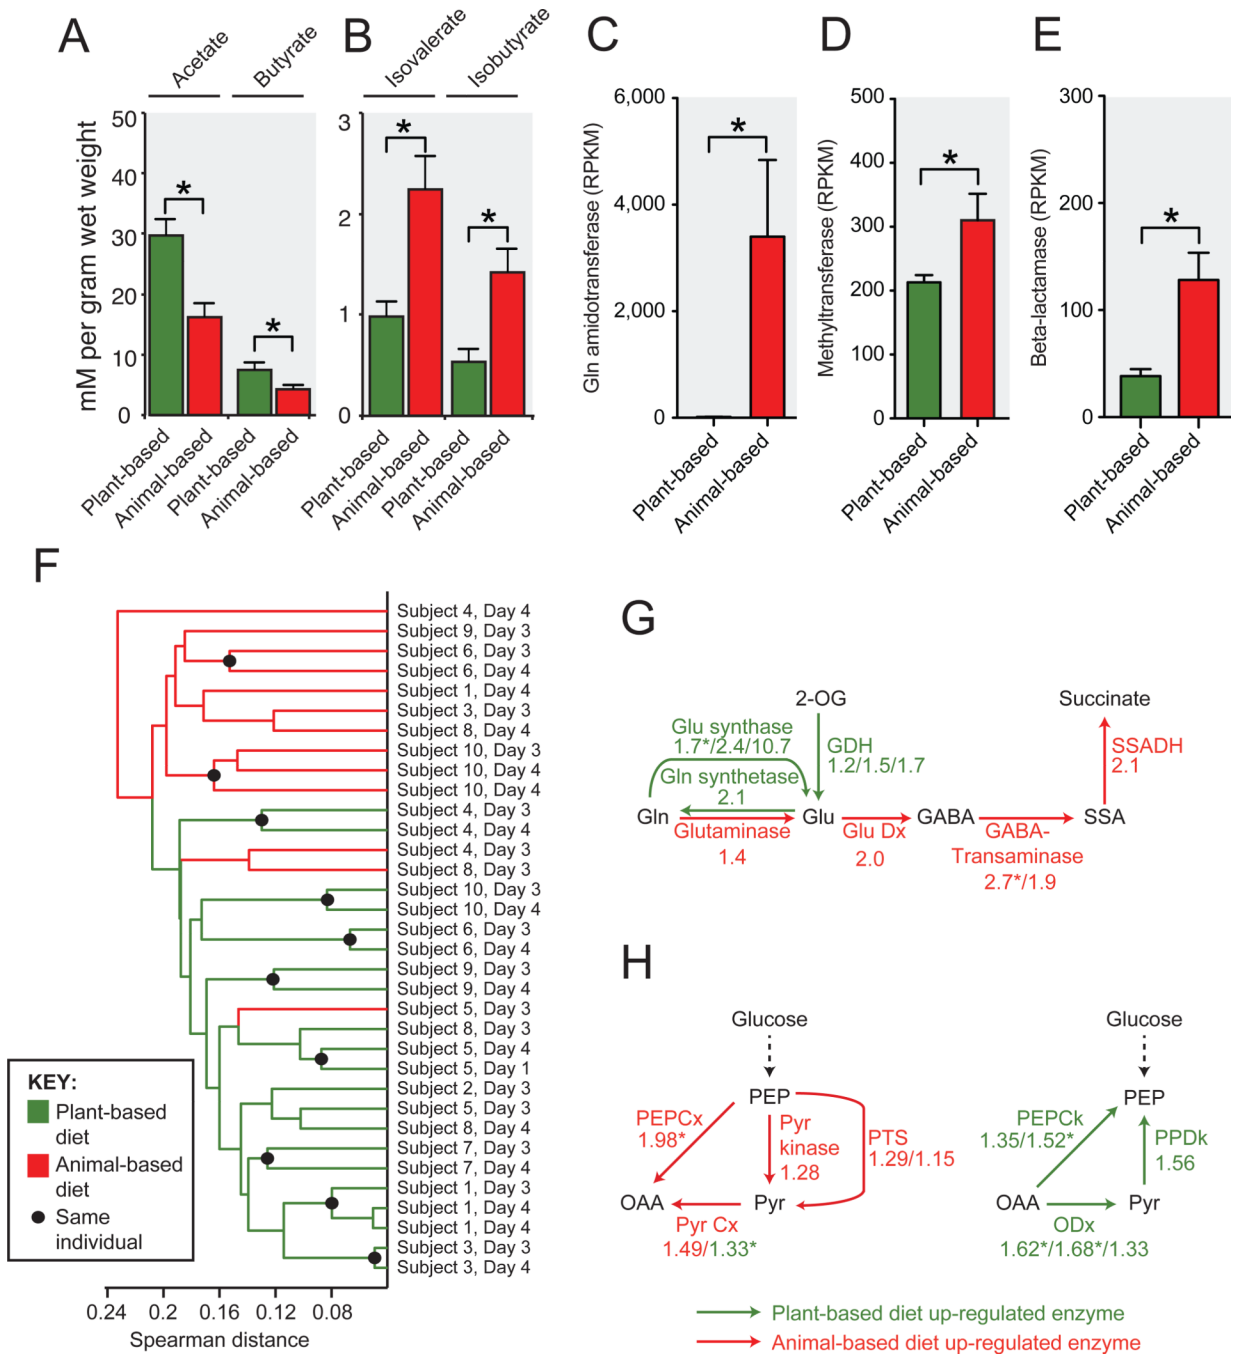 A
Acetate
Butyrate
mM per gram wet weight
50
40
30
20
10
0
*
*
Plant-based
Animal-based
Plant-based
Animal-based
B
Isovalerate
Isobutyrate
3
2
1
0
*
*
Plant-based
Animal-based
Plant-based
Animal-based
C
Gln amidotransferase (RPKM)
6,000
4,000
2,000
0
*
Plant-based
Animal-based
D
Methyltransferase (RPKM)
500
400
300
200
100
0
*
Plant-based
Animal-based
E
Beta-lactamase (RPKM)
300
200
100
0
*
Plant-based
Animal-based
F
Subject 4, Day 4
Subject 9, Day 3
Subject 6, Day 3
Subject 6, Day 4
Subject 1, Day 4
Subject 3, Day 3
Subject 8, Day 4
Subject 10, Day 3
Subject 10, Day 4
Subject 10, Day 4
Subject 4, Day 3
Subject 4, Day 4
Subject 4, Day 3
Subject 8, Day 3
Subject 10, Day 3
Subject 10, Day 4
Subject 6, Day 3
Subject 6, Day 4
Subject 9, Day 3
Subject 9, Day 4
Subject 5, Day 3
Subject 8, Day 3
Subject 5, Day 4
Subject 5, Day 1
Subject 2, Day 3
Subject 5, Day 3
Subject 8, Day 4
Subject 7, Day 3
Subject 7, Day 4
Subject 1, Day 3
Subject 1, Day 4
Subject 1, Day 4
Subject 3, Day 3
Subject 3, Day 4
KEY:
Plant-based
diet
Animal-based
diet
Same
individual
0.24 0.2 0.16 0.12 0.08
Spearman distance
G
2-OG
Succinate
Glu synthase
1.7*/2.4/10.7
GDH
1.2/1.5/1.7
SSADH
2.1
Gln synthetase
2.1
Gln
Glu
GABA
SSA
Glutaminase
1.4
Glu Dx
2.0
GABA-
Transaminase
2.7*/1.9
H
Glucose
PEP
PEPCx
1.98*
Pyr
kinase
1.28
PTS
1.29/1.15
OAA
Pyr
Pyr Cx
1.49/1.33*
Glucose
PEP
PEPCk
1.35/1.52*
PPDk
1.56
OAA
Pyr
ODx
1.62*/1.68*/1.33
Plant-based diet up-regulated enzyme
Animal-based diet up-regulated enzyme